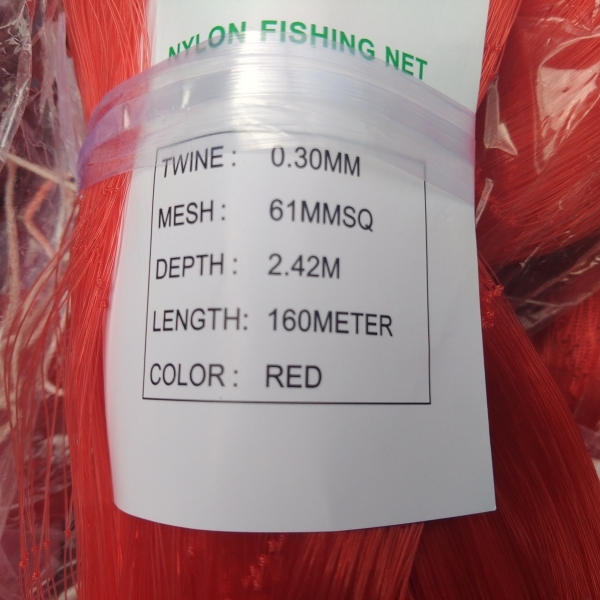 NYLON FISHING NET
TWINE : 0.30MM
MESH : 61MMSQ
DEPTH : 2.42M
LENGTH: 160METER
COLOR : RED